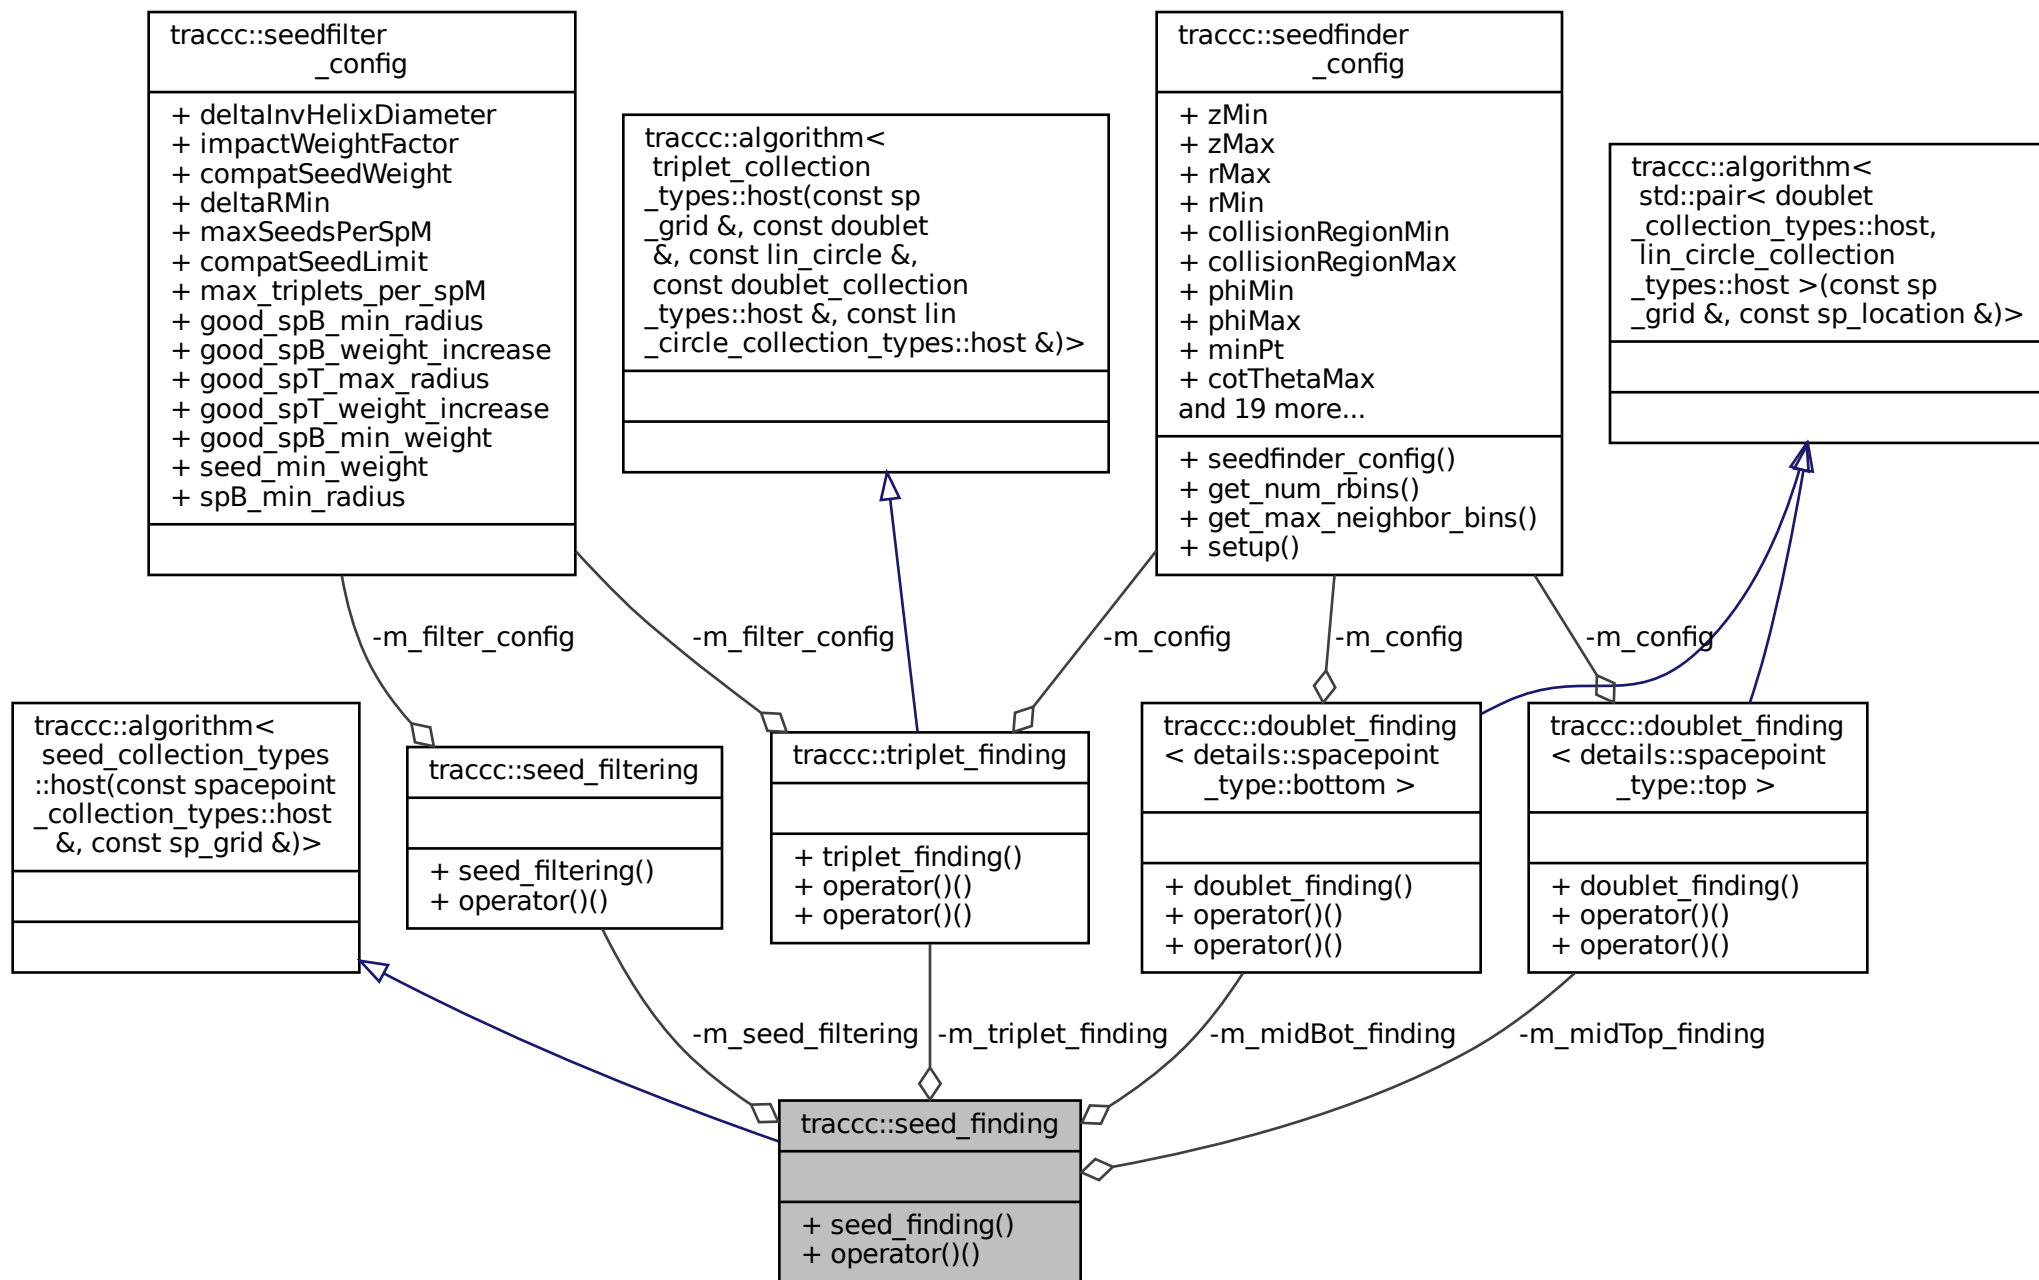 traccc::seedfilter
_config
+ deltaInvHelixDiameter
+ impactWeightFactor
+ compatSeedWeight
+ deltaRMin
+ maxSeedsPerSpM
+ compatSeedLimit
+ max_triplets_per_spM
+ good_spB_min_radius
+ good_spB_weight_increase
+ good_spT_max_radius
+ good_spT_weight_increase
+ good_spB_min_weight
+ seed_min_weight
+ spB_min_radius
traccc::algorithm<
triplet_collection
_types::host(const sp
_grid &, const doublet
&, const lin_circle &,
const doublet_collection
_types::host &, const lin
_circle_collection_types::host &)>
traccc::seedfinder
_config
+ zMin
+ zMax
+ rMax
+ rMin
+ collisionRegionMin
+ collisionRegionMax
+ phiMin
+ phiMax
+ minPt
+ cotThetaMax
and 19 more...
+ seedfinder_config()
+ get_num_rbins()
+ get_max_neighbor_bins()
+ setup()
traccc::algorithm<
std::pair< doublet
_collection_types::host,
lin_circle_collection
_types::host >(const sp
_grid &, const sp_location &)>
-m_filter_config
-m_filter_config
-m_config
-m_config
-m_config
traccc::algorithm<
seed_collection_types
::host(const spacepoint
_collection_types::host
&, const sp_grid &)>
traccc::seed_filtering
+ seed_filtering()
+ operator()()
traccc::triplet_finding
+ triplet_finding()
+ operator()()
+ operator()()
traccc::doublet_finding
< details::spacepoint
_type::bottom >
+ doublet_finding()
+ operator()()
+ operator()()
traccc::doublet_finding
< details::spacepoint
_type::top >
+ doublet_finding()
+ operator()()
+ operator()()
-m_seed_filtering
-m_triplet_finding
-m_midBot_finding
-m_midTop_finding
traccc::seed_finding
+ seed_finding()
+ operator()()